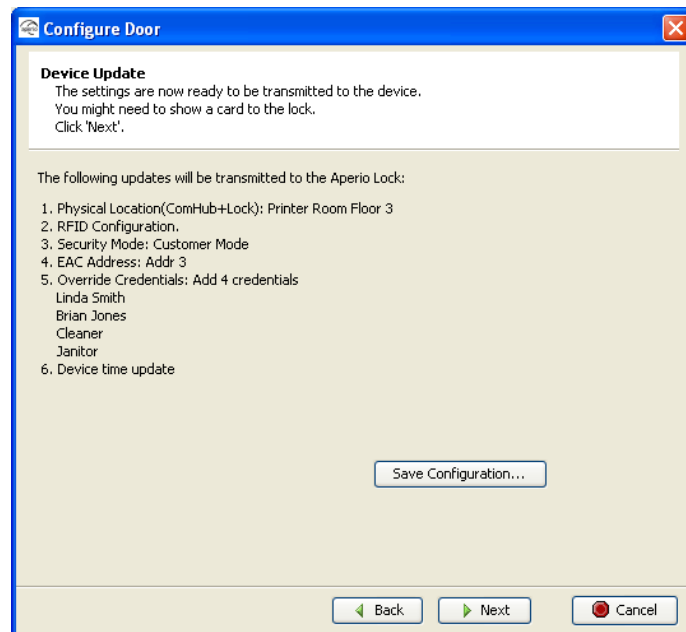 Configure Door
Device Update
The settings are now ready to be transmitted to the device.
You might need to show a card to the lock.
Click 'Next'.
The following updates will be transmitted to the Aperio Lock:
1. Physical Location(ComHub+Lock): Printer Room Floor 3
2. RFID Configuration.
3. Security Mode: Customer Mode
4. EAC Address: Addr 3
5. Override Credentials: Add 4 credentials
Linda Smith
Brian Jones
Cleaner
Janitor
6. Device time update
Save Configuration...
Back Next Cancel